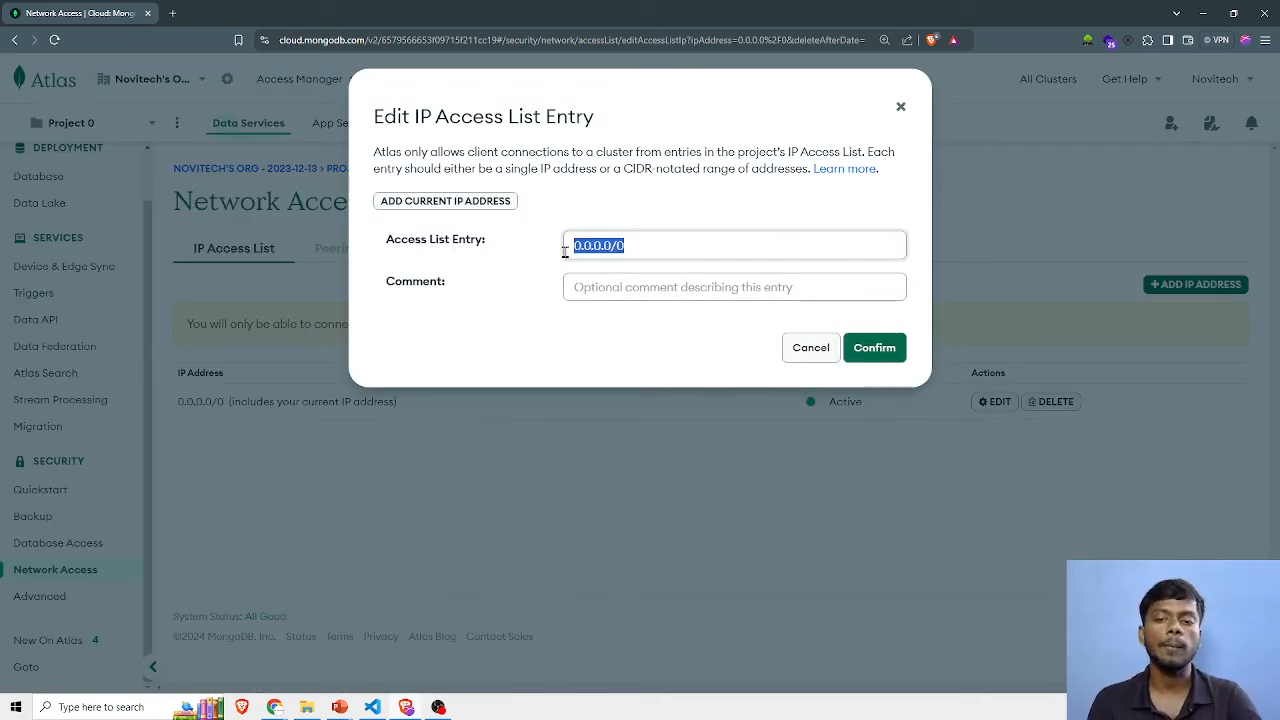 Network Access | Cloud: Mongo
cloud.mongodb.com/v2/6579566653f09715f211cc19#/security/network/accessList/editAccessListIp?ipAddress=0.0.0.0%2F0&deleteAfterDate=
25
VPN
Atlas
Novitech's O...
Access Manager
All Clusters
Get Help
Novitech
Project 0
Data Services
App Se
DEPLOYMENT
Database
Data Lake
SERVICES
Device & Edge Sync
Triggers
Data API
Data Federation
Atlas Search
Stream Processing
Migration
SECURITY
Quickstart
Backup
Database Access
Network Access
Advanced
New On Atlas 4
Goto
NOVITECH'S ORG - 2023-12-13 > PRO
Network Acce
IP Access List
Peerin
+ ADD IP ADDRESS
You will only be able to conne
IP Address
Actions
0.0.0.0/0 (includes your current IP address)
Active
EDIT
DELETE
Edit IP Access List Entry
Atlas only allows client connections to a cluster from entries in the project's IP Access List. Each
entry should either be a single IP address or a CIDR-notated range of addresses. Learn more.
ADD CURRENT IP ADDRESS
Access List Entry:
0.0.0.0/0
Comment:
Optional comment describing this entry
Cancel
Confirm
System Status: All Good
©2024 MongoDB, Inc. Status Terms Privacy Atlas Blog Contact Sales
Type here to search